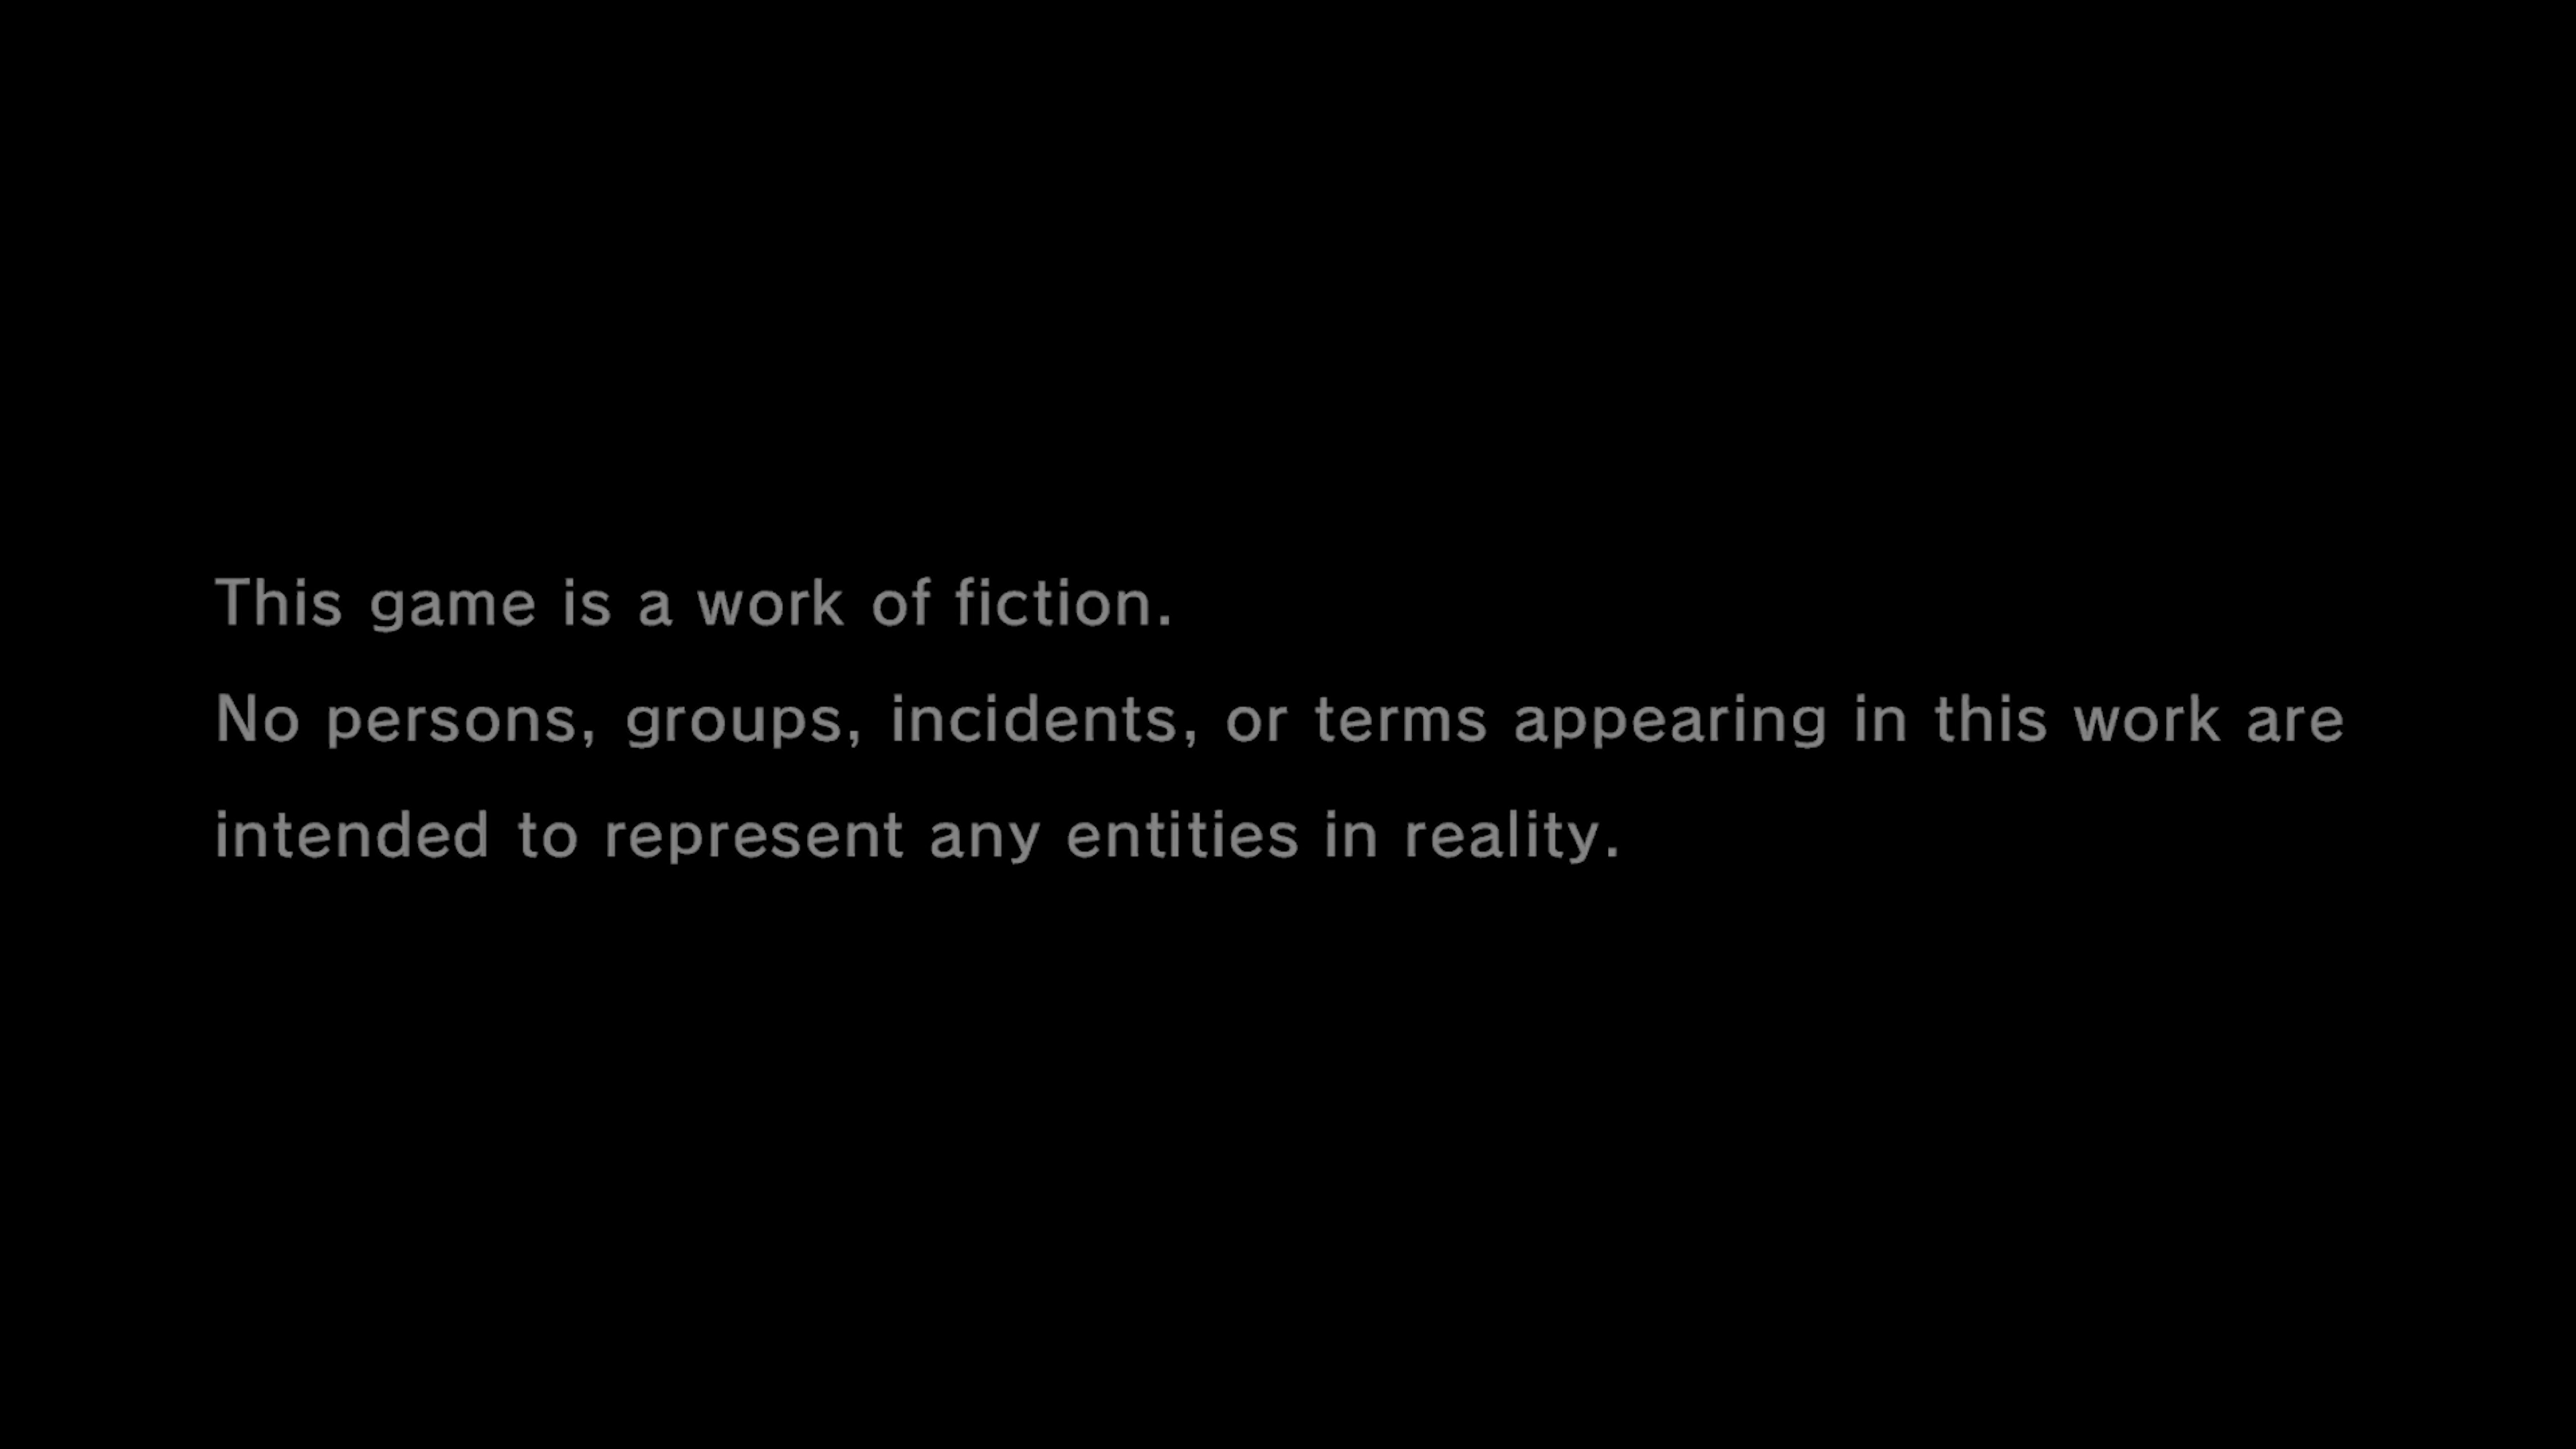 This game is a work of fiction.
No persons, groups, incidents, or terms appearing in this work are
intended to represent any entities in reality.